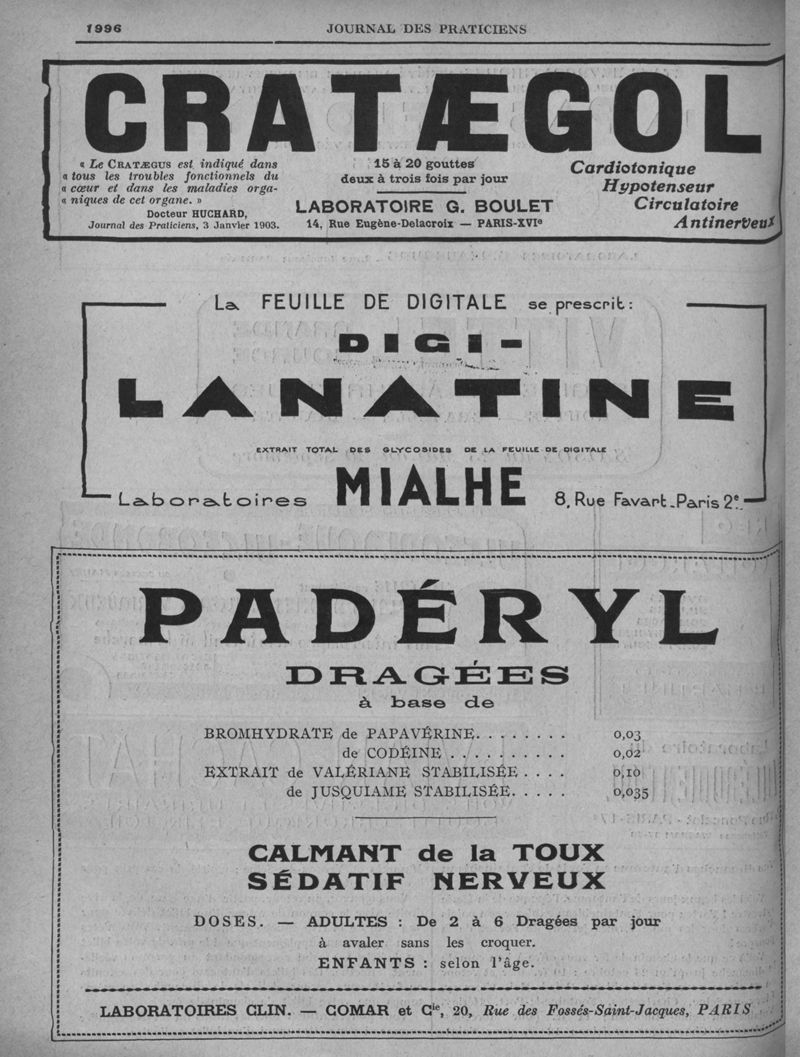 1996
JOURNAL DES PRATICIENS
CRATÆGOL
« Le CRATÆGUS est indiqué dans
« tous les troubles fonctionnels du
« cœur et dans les maladies orga-
« niques de cet organe. »
Docteur HUCHARD,
Journal des Praticiens, 3 Janvier 1903.
15 à 20 gouttes
deux à trois fois par jour
LABORATOIRE G. BOULET
14, Rue Eugène-Delacroix — PARIS-XVIe
Cardiotonique
Hypotenseur
Circulatoire
Antinerveux
La FEUILLE DE DIGITALE se prescrit :
DIGI-
LANATINE
EXTRAIT TOTAL DES GLYCOSIDES DE LA FEUILLE DE DIGITALE
Laboratoires MIALHE 8, Rue Favart_Paris 2e_
PADÉRYL
DRAGÉES
à base de
BROMHYDRATE de PAPAVÉRINE. . . . . . . . 0,03
de CODÉINE . . . . . . . . . . 0,02
EXTRAIT de VALÉRIANE STABILISÉE . . . . 0,10
de JUSQUIAME STABILISÉE. . . . . 0,035
CALMANT de la TOUX
SÉDATIF NERVEUX
DOSES. — ADULTES : De 2 à 6 Dragées par jour
à avaler sans les croquer.
ENFANTS : selon l'âge.
LABORATOIRES CLIN. — COMAR et Cie, 20, Rue des Fossés-Saint-Jacques, PARIS